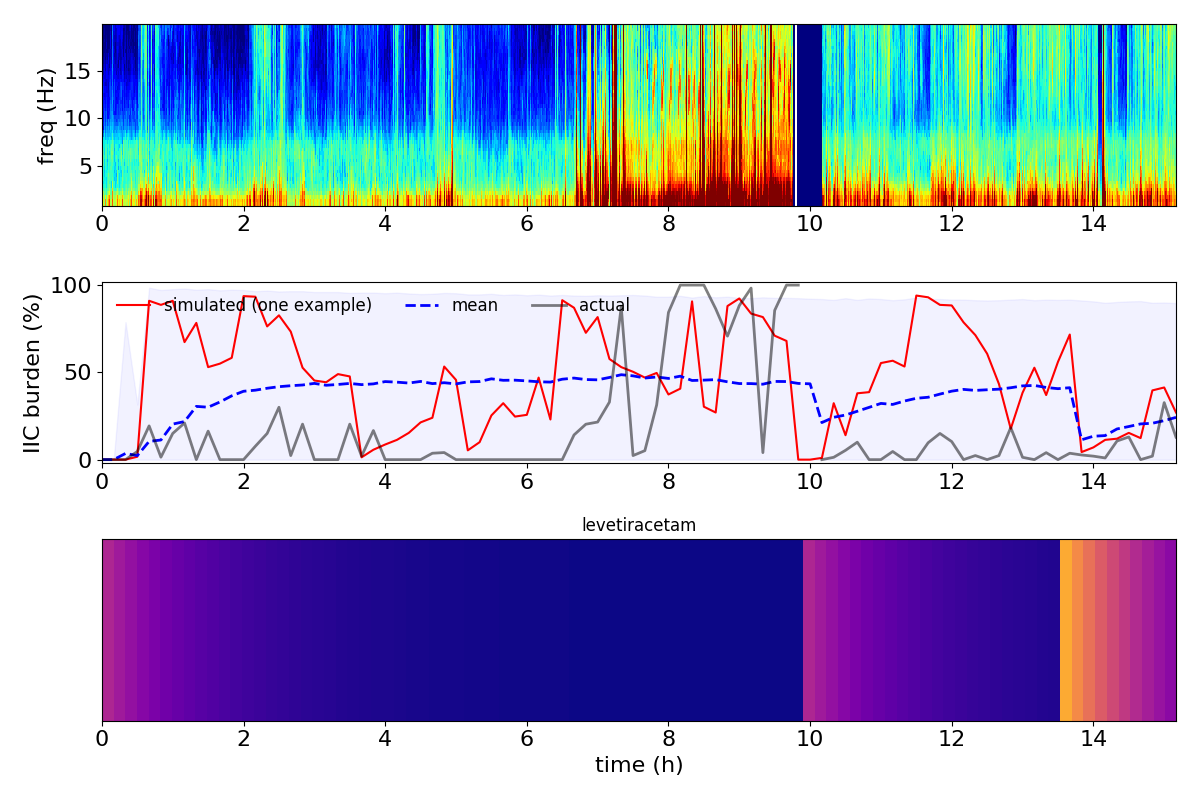 freq (Hz)
15
10
5
0 2 4 6 8 10 12 14
IIC burden (%)
100
50
0
simulated (one example) mean actual
0 2 4 6 8 10 12 14
levetiracetam
0 2 4 6 8 10 12 14
time (h)